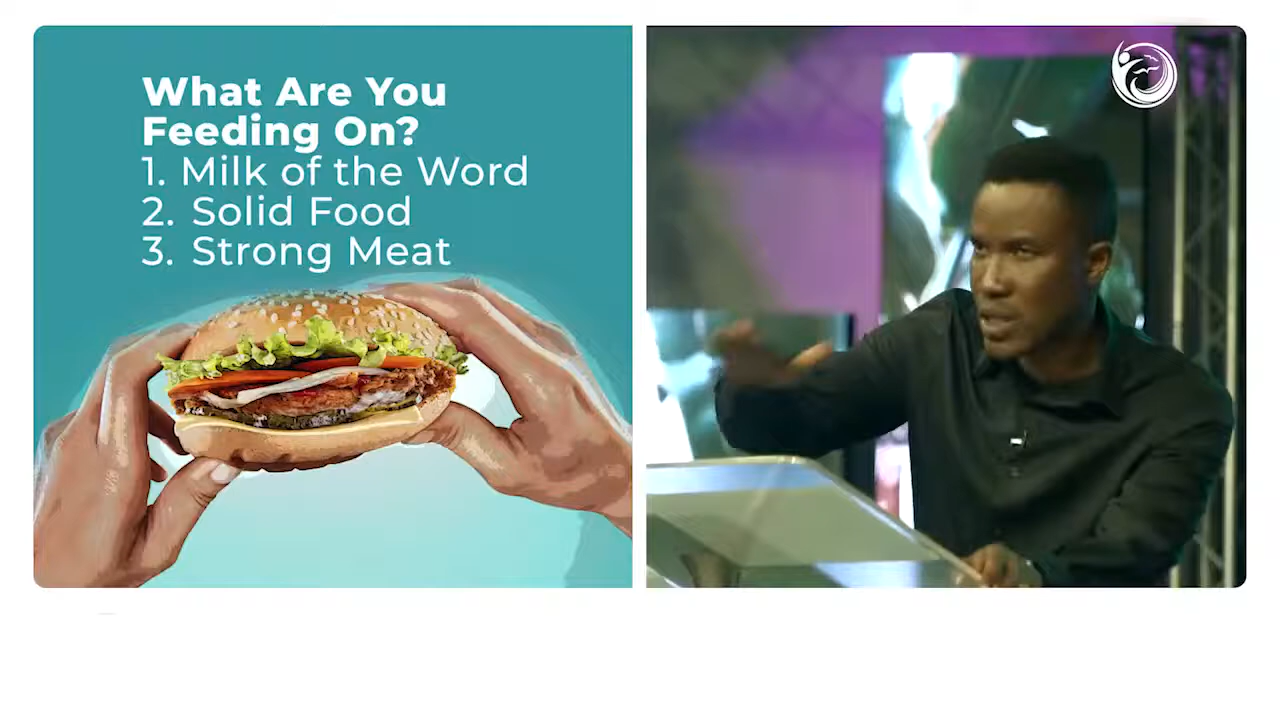 What Are You
Feeding On?
1. Milk of the Word
2. Solid Food
3. Strong Meat